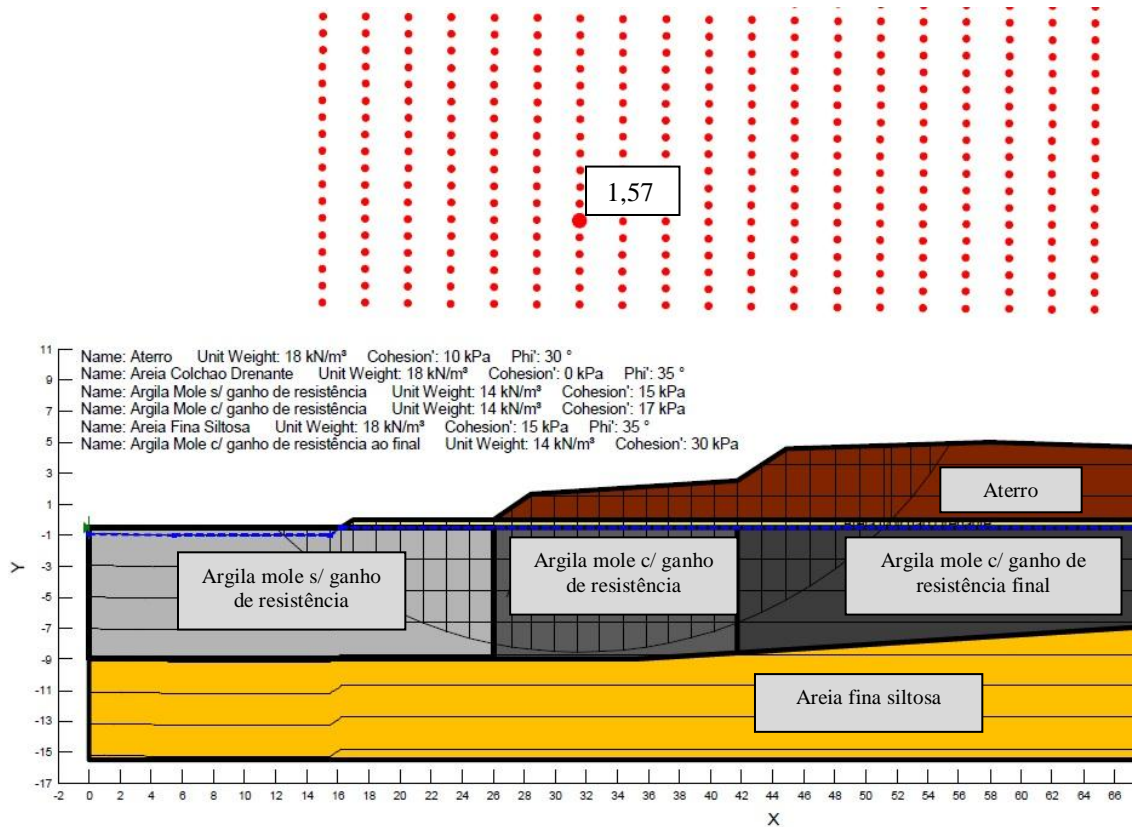 1,57
Name: Aterro Unit Weight: 18 kN/m³ Cohesion': 10 kPa Phi': 30 °
Name: Areia Colchao Drenante Unit Weight: 18 kN/m³ Cohesion': 0 kPa Phi': 35 °
Name: Argila Mole s/ ganho de resistência Unit Weight: 14 kN/m³ Cohesion': 15 kPa
Name: Argila Mole c/ ganho de resistência Unit Weight: 14 kN/m³ Cohesion': 17 kPa
Name: Areia Fina Siltosa Unit Weight: 18 kN/m³ Cohesion': 15 kPa Phi': 35 °
Name: Argila Mole c/ ganho de resistência ao final Unit Weight: 14 kN/m³ Cohesion': 30 kPa
11
9
7
5
3
1
-1
-3
-5
-7
-9
-11
-13
-15
-17
Y
Aterro
Argila mole s/ ganho
de resistência
Argila mole c/ ganho
de resistência
Argila mole c/ ganho de
resistência final
Areia fina siltosa
-2 0 2 4 6 8 10 12 14 16 18 20 22 24 26 28 30 32 34 36 38 40 42 44 46 48 50 52 54 56 58 60 62 64 66
X